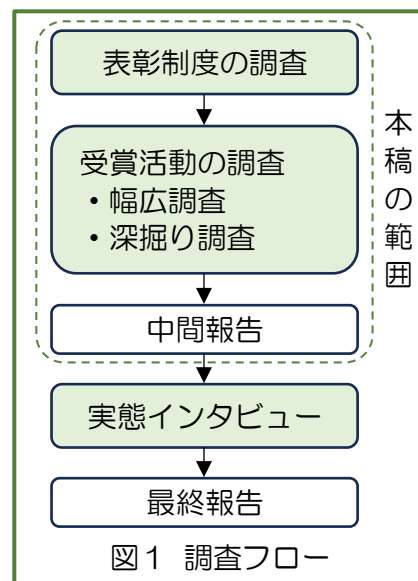 表彰制度の調査
受賞活動の調査
・幅広調査
・深掘り調査
中間報告
本稿の範囲
実態インタビュー
最終報告
図1 調査フロー